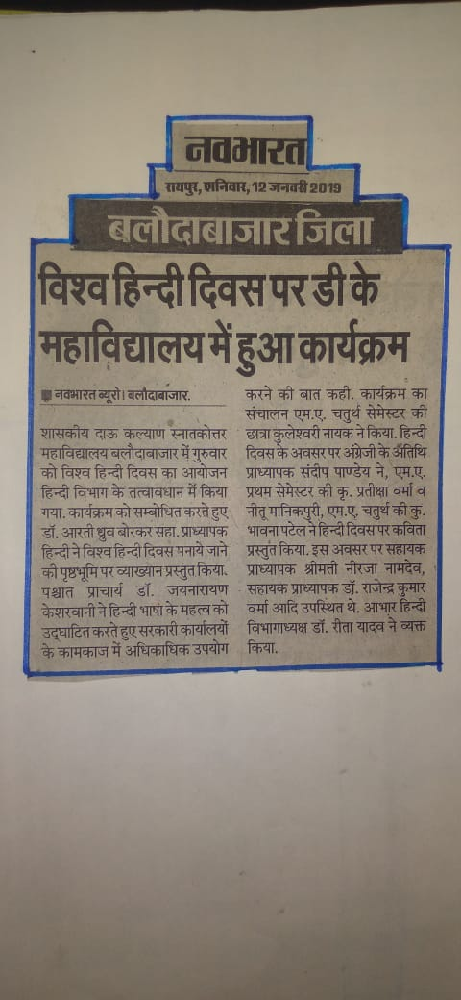 नवभारत
रायपुर, शनिवार, 12 जनवरी 2019
बलौदाबाजार जिला
विश्व हिन्दी दिवस पर डी के
महाविद्यालय में हुआ कार्यक्रम
नवभारत ब्यूरो। बलौदाबाजार.
शासकीय दाऊ कल्याण स्नातकोत्तर
महाविद्यालय बलौदाबाजार में गुरुवार
को विश्व हिन्दी दिवस का आयोजन
हिन्दी विभाग के तत्वावधान में किया
गया. कार्यक्रम को सम्बोधित करते हुए
डॉ. आरती ध्रुव बोरकर सहा. प्राध्यापक
हिन्दी ने विश्व हिन्दी दिवस पनाये जाने
की पृष्ठभूमि पर व्याख्यान प्रस्तुत किया.
पश्चात प्राचार्य डॉ. जयनारायण
केशरवानी ने हिन्दी भाषा के महत्व को
उद्घाटित करते हुए सरकारी कार्यालयों
के कामकाज में अधिकाधिक उपयोग
करने की बात कही. कार्यक्रम का
संचालन एम.ए. चतुर्थ सेमेस्टर की
छात्रा कुलेश्वरी नायक ने किया. हिन्दी
दिवस के अवसर पर अंग्रेजी के अतिथि
प्राध्यापक संदीप पाण्डेय ने, एम.ए.
प्रथम सेमेस्टर की कृ. प्रतीक्षा वर्मा व
नीतू मानिकपुरी, एम.ए. चतुर्थ की कु.
भावना पटेल ने हिन्दी दिवस पर कविता
प्रस्तुत किया. इस अवसर पर सहायक
प्राध्यापक श्रीमती नीरजा नामदेव,
सहायक प्राध्यापक डॉ. राजेन्द्र कुमार
वर्मा आदि उपस्थित थे. आभार हिन्दी
विभागाध्यक्ष डॉ. रीता यादव ने व्यक्त
किया.